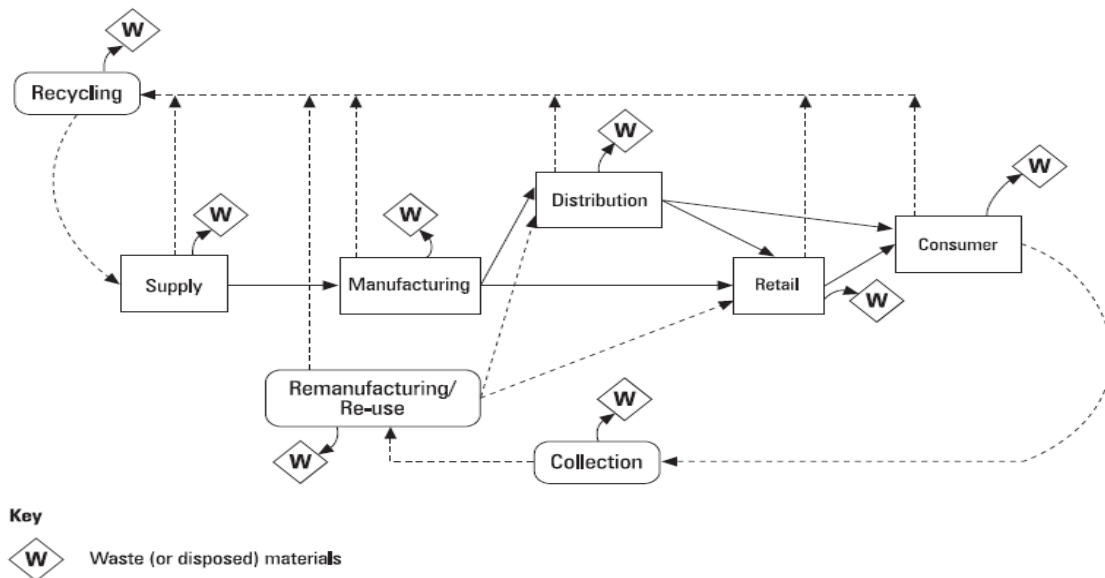 W
Recycling
W
Distribution
W
W
W
Consumer
Supply
Manufacturing
Retail
W
Remanufacturing/
Re-use
W
W
Collection
Key
W Waste (or disposed) materials